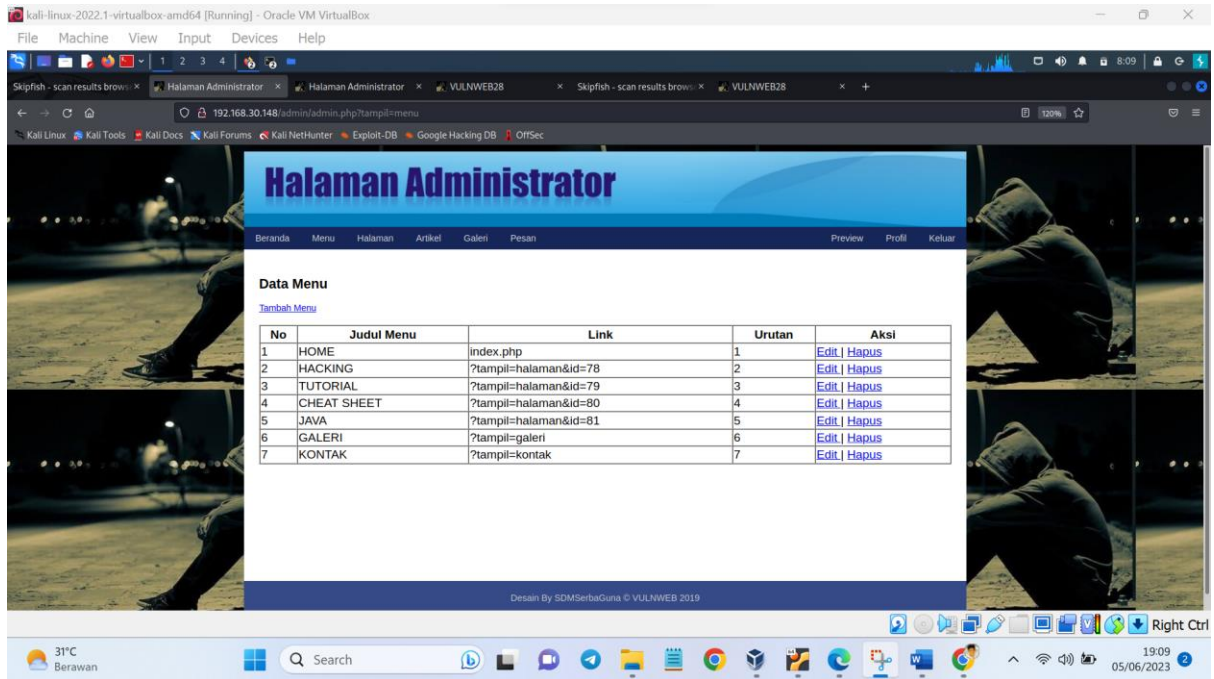 kali-linux-2022.1-virtualbox-amd64 [Running] - Oracle VM VirtualBox
File Machine View Input Devices Help
1 2 3 4 8:09
Skipfish - scan results brows Halaman Administrator Halaman Administrator VULNWEB28 Skipfish - scan results brows VULNWEB28
192.168.30.148/admin/admin.php?tampil=menu 120%
Kali Linux Kali Tools Kali Docs Kali Forums Kali NetHunter Exploit-DB Google Hacking DB OffSec
Halaman Administrator
Beranda Menu Halaman Artikel Galeri Pesan Preview Profil Keluar
Data Menu
Tambah Menu
No Judul Menu Link Urutan Aksi
1 HOME index.php 1 Edit | Hapus
2 HACKING ?tampil=halaman&id=78 2 Edit | Hapus
3 TUTORIAL ?tampil=halaman&id=79 3 Edit | Hapus
4 CHEAT SHEET ?tampil=halaman&id=80 4 Edit | Hapus
5 JAVA ?tampil=halaman&id=81 5 Edit | Hapus
6 GALERI ?tampil=galeri 6 Edit | Hapus
7 KONTAK ?tampil=kontak 7 Edit | Hapus
Desain By SDMSerbaGuna © VULNWEB 2019
Right Ctrl
31°C
Berawan
Search
19:09
05/06/2023
2